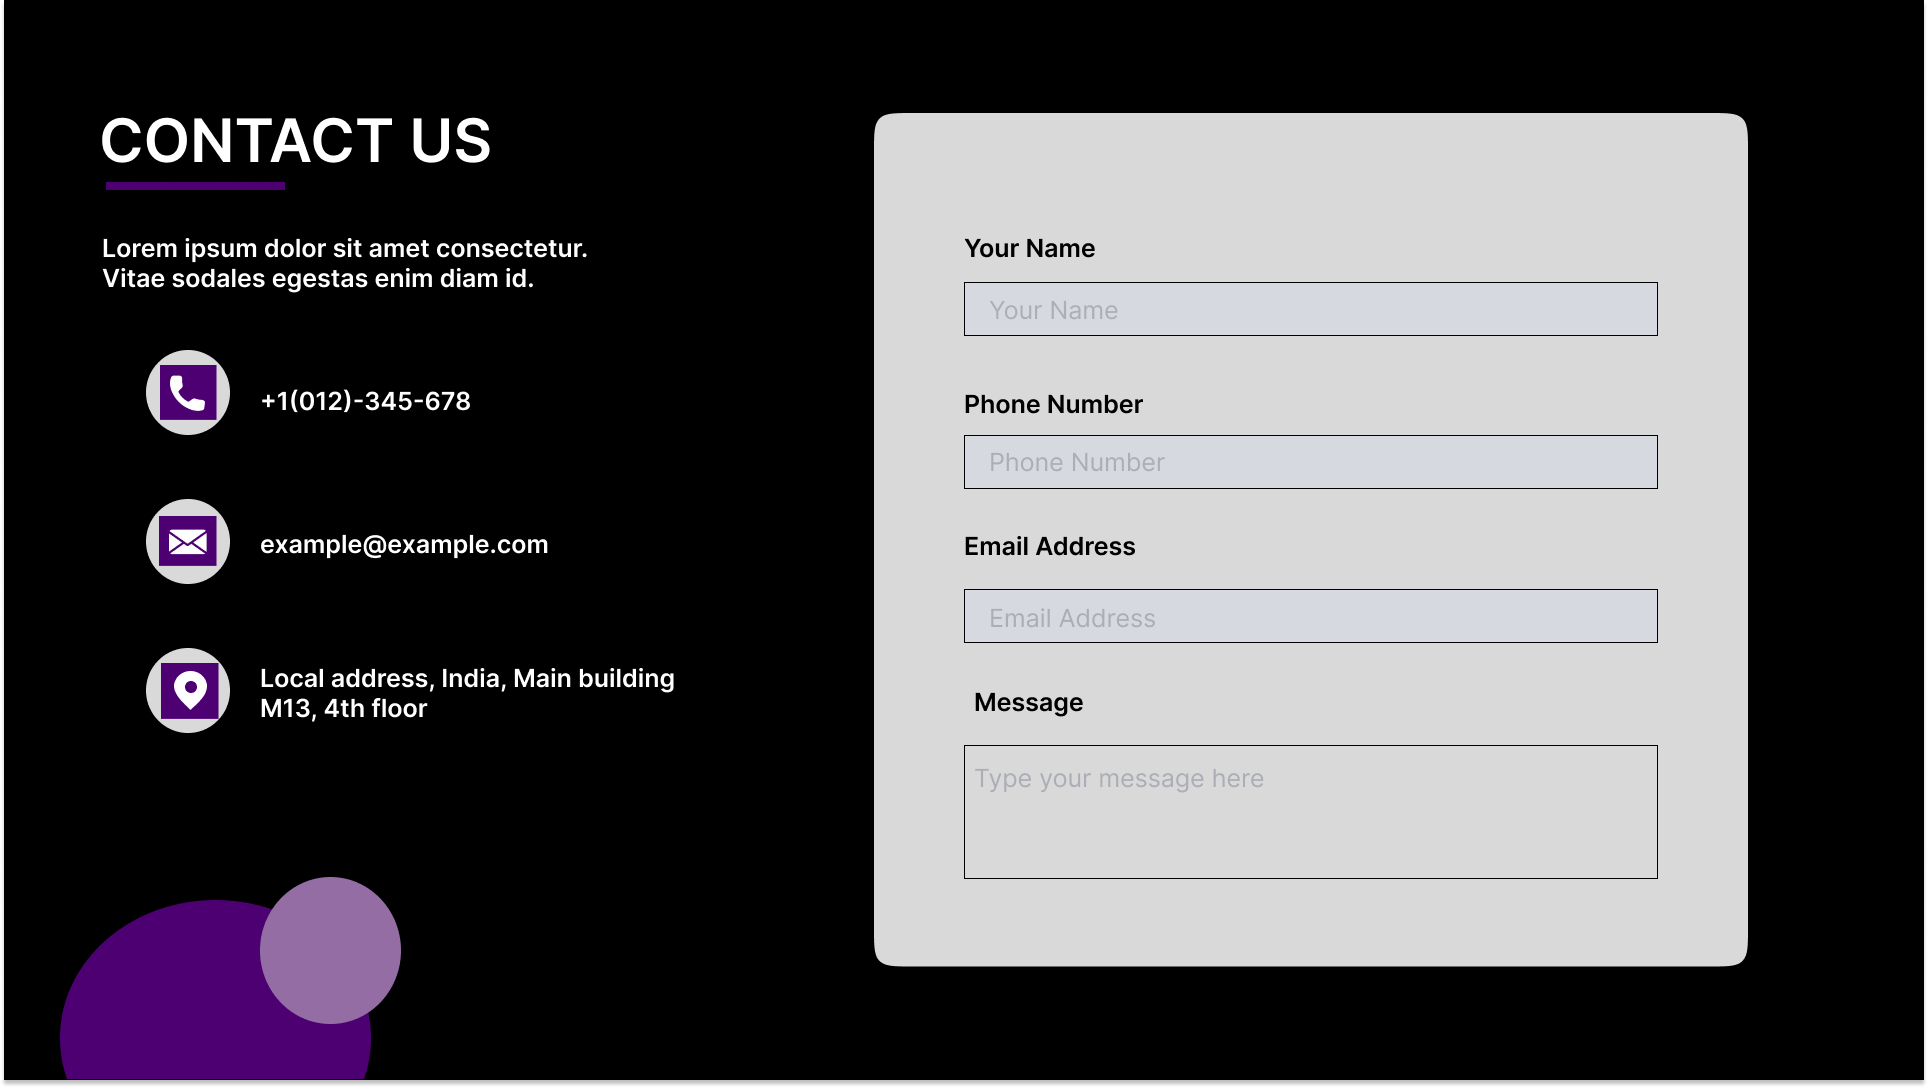 CONTACT US
Lorem ipsum dolor sit amet consectetur.
Vitae sodales egestas enim diam id.
+1(012)-345-678
example@example.com
Local address, India, Main building
M13, 4th floor
Your Name
Your Name
Phone Number
Phone Number
Email Address
Email Address
Message
Type your message here